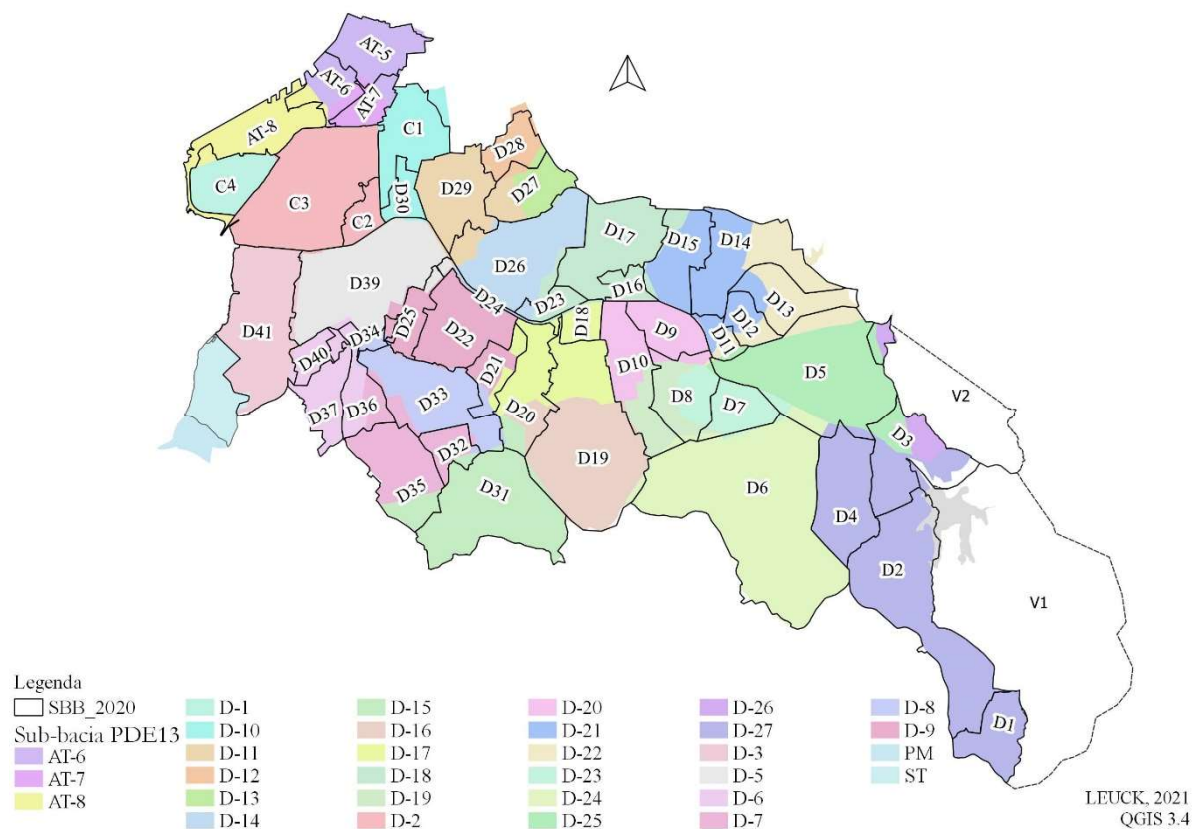 AT-5
AT-6
AT-7
AT-8
C1
D28
C4
D29
D27
C3
D30
C2
D17
D15
D14
D26
D39
D16
D13
D24
D23
D18
D12
D41
D34
D25
D22
D9
D11
D40
D21
D10
D5
D33
D8
D7
V2
D37
D36
D20
D3
D32
D19
D35
D31
D6
D4
D2
V1
D1
Legenda
SBB_2020
Sub-bacia PDE13
AT-6
AT-7
AT-8
D-1
D-10
D-11
D-12
D-13
D-14
D-15
D-16
D-17
D-18
D-19
D-2
D-20
D-21
D-22
D-23
D-24
D-25
D-26
D-27
D-3
D-5
D-6
D-7
D-8
D-9
PM
ST
LEUCK, 2021
QGIS 3.4